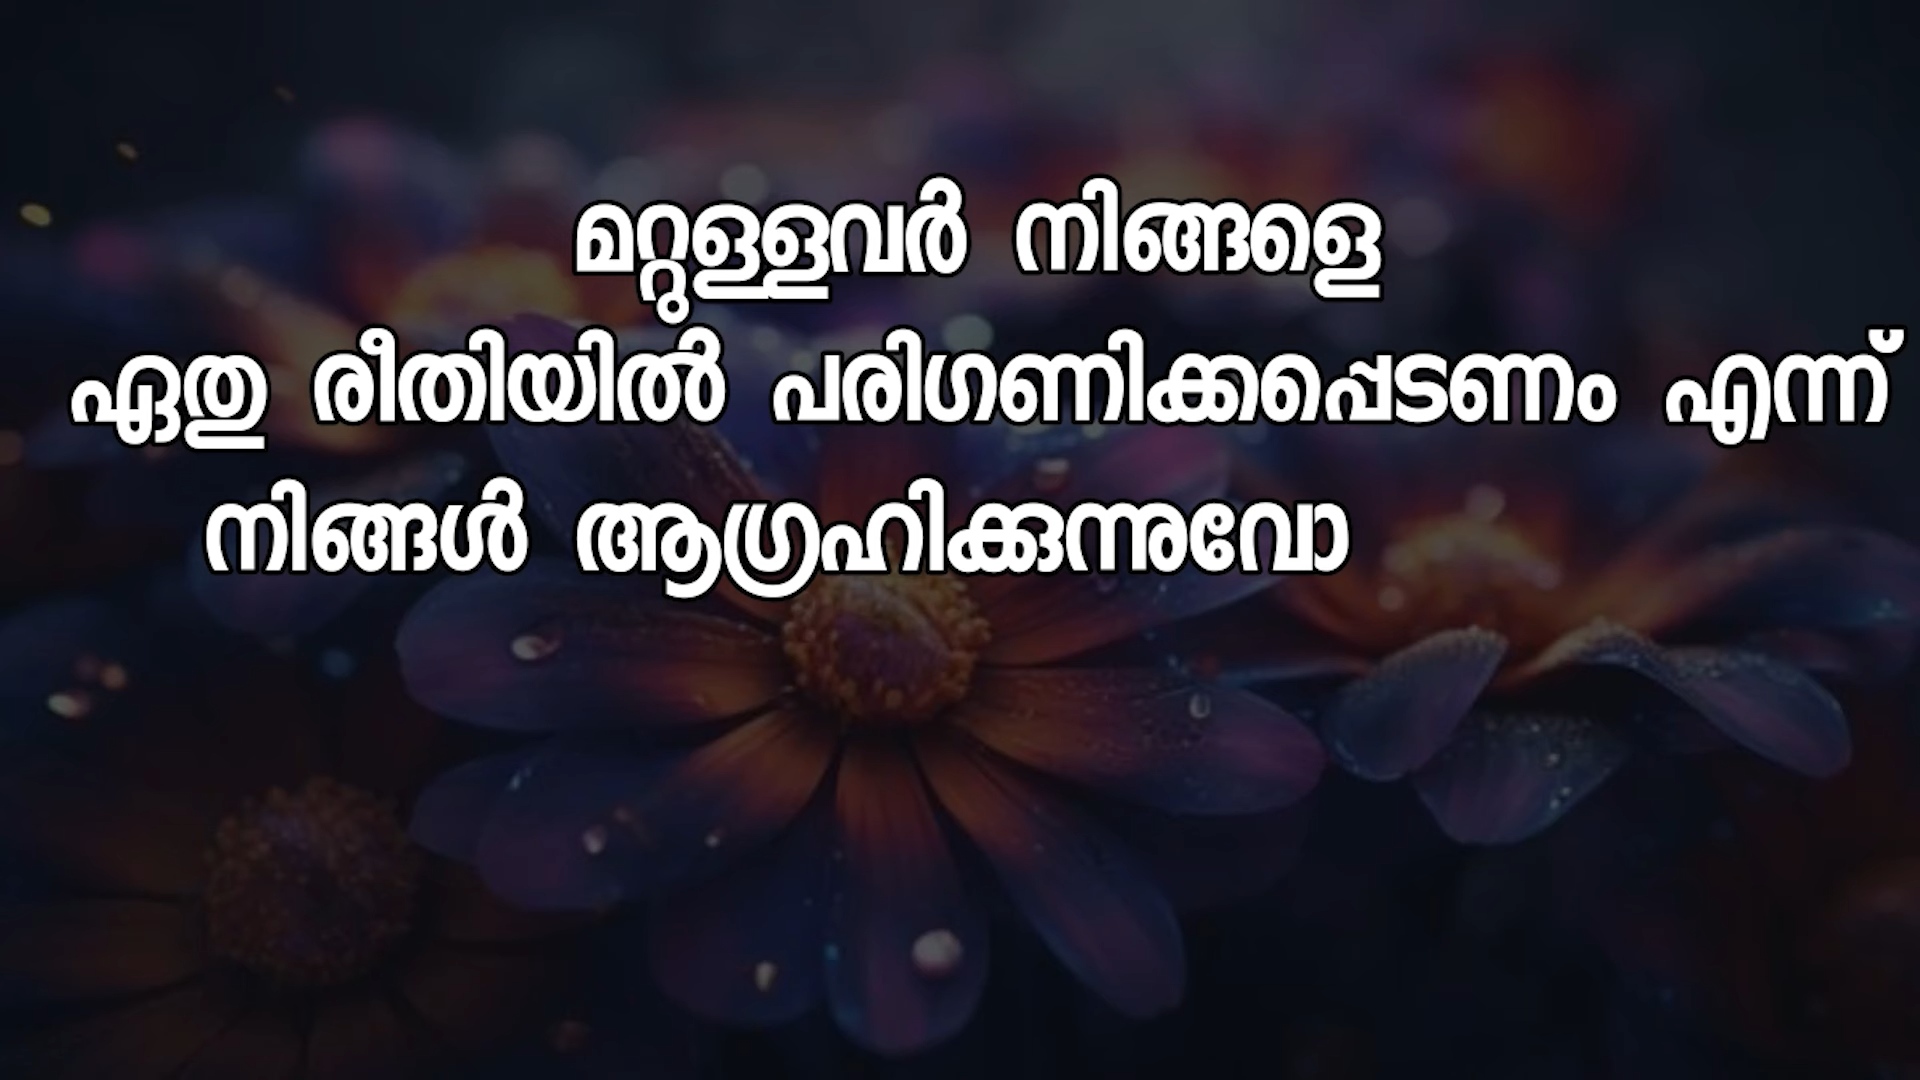 മറ്റുള്ളവർ നിങ്ങളെ
ഏതു രീതിയിൽ പരിഗണിക്കപ്പെടണം എന്ന്
നിങ്ങൾ ആഗ്രഹിക്കുന്നുവോ